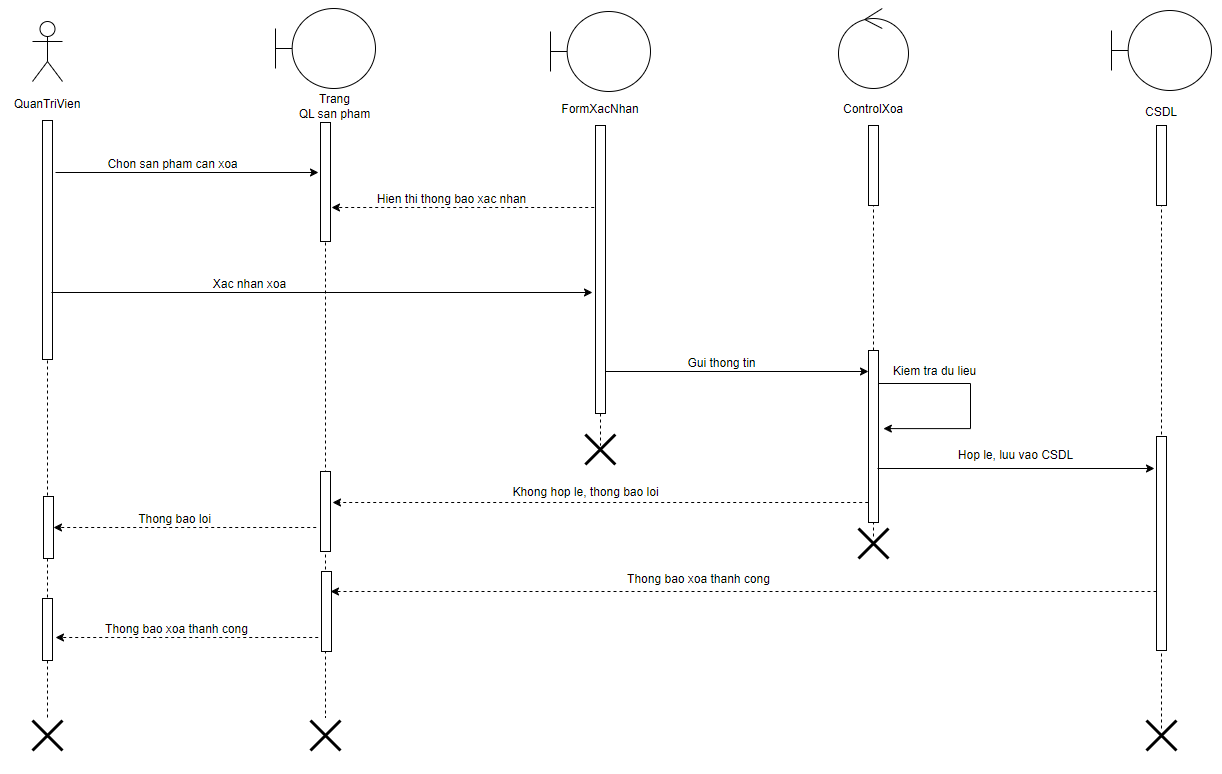 QuanTriVien
Trang
QL san pham
FormXacNhan
ControlXoa
CSDL
Chon san pham can xoa
Hien thi thong bao xac nhan
Xac nhan xoa
Gui thong tin
Kiem tra du lieu
Hop le, luu vao CSDL
Khong hop le, thong bao loi
Thong bao loi
Thong bao xoa thanh cong
Thong bao xoa thanh cong